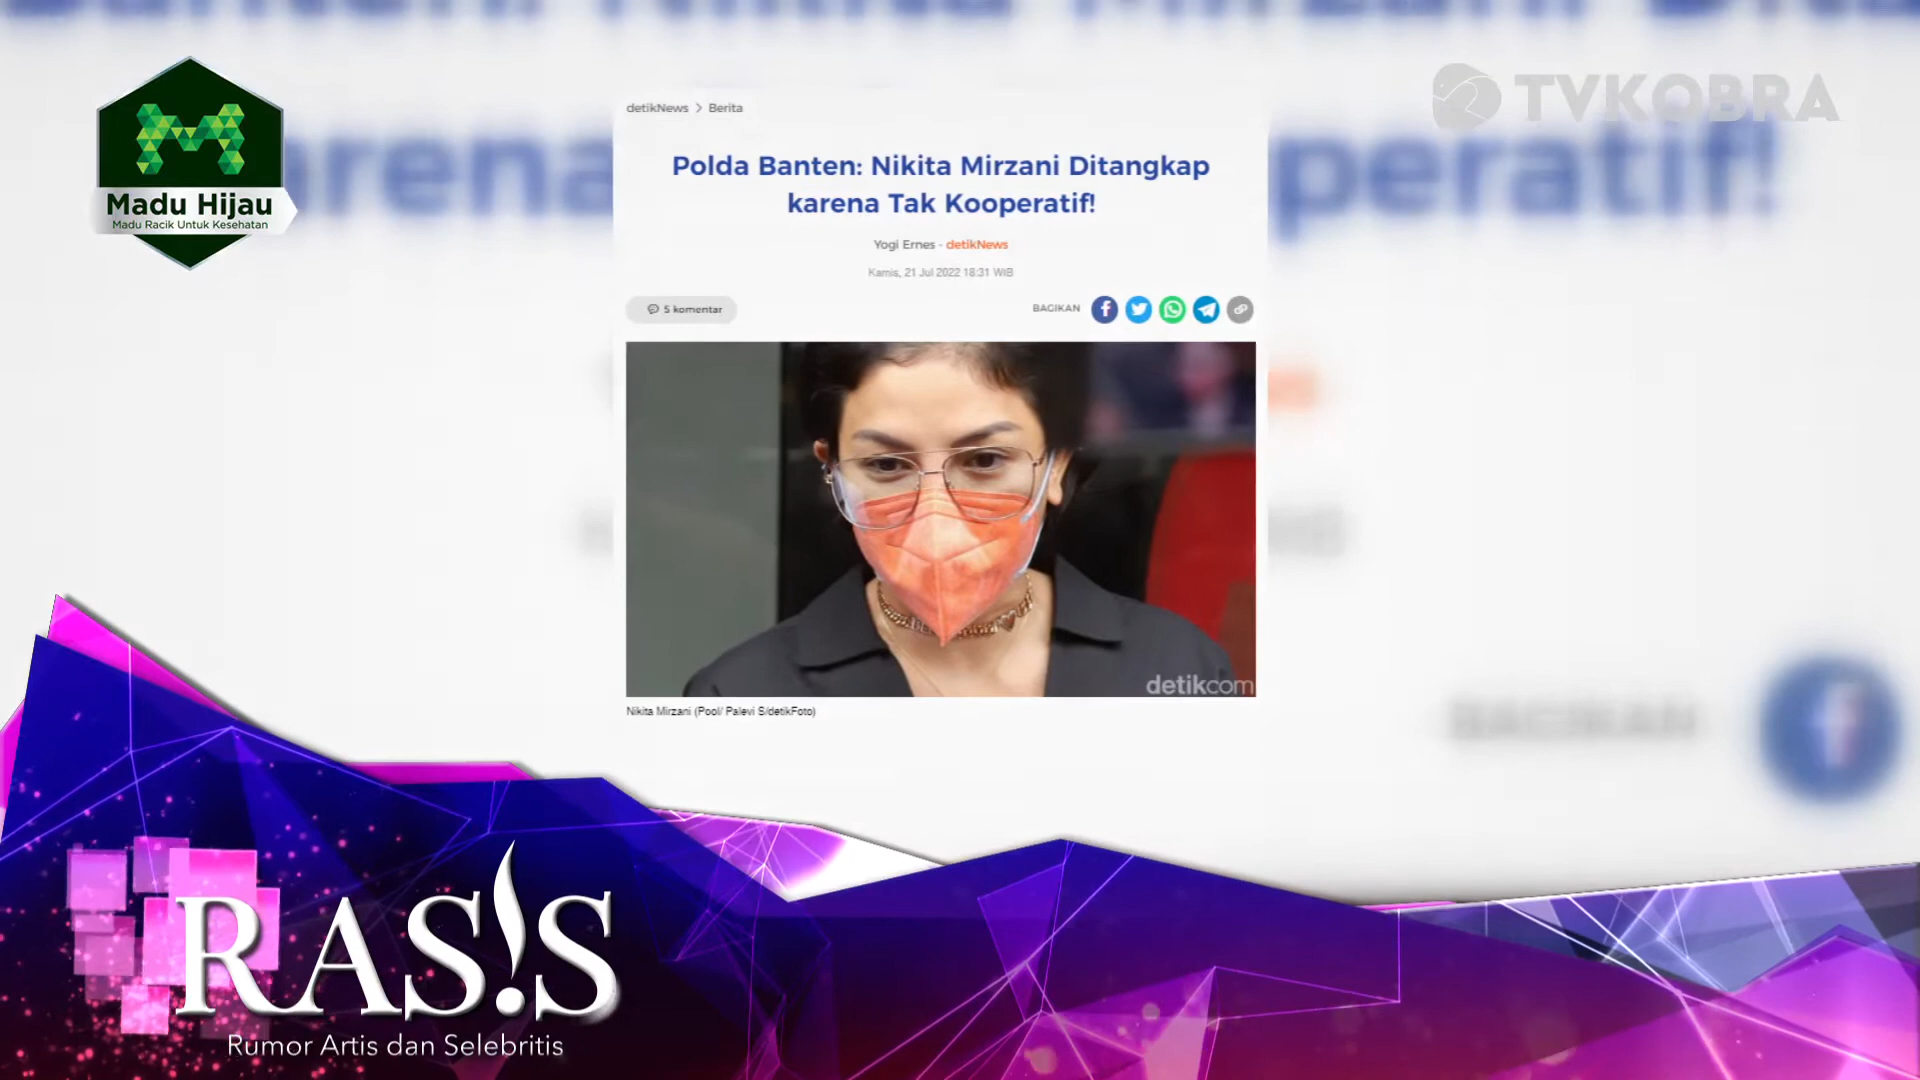 detikNews > Berita
TVKOBRA
Polda Banten: Nikita Mirzani Ditangkap
karena Tak Kooperatif!
Madu Hijau
Madu Racik Untuk Kesehatan
Yogi Ernes - detikNews
Kamis, 21 Jul 2022 18:31 WIB
5 komentar
BAGIKAN
detikcom
Nikita Mirzani (Pool/ Palevi S/detikFoto)
BAGIKAN
RAS!S
Rumor Artis dan Selebritis